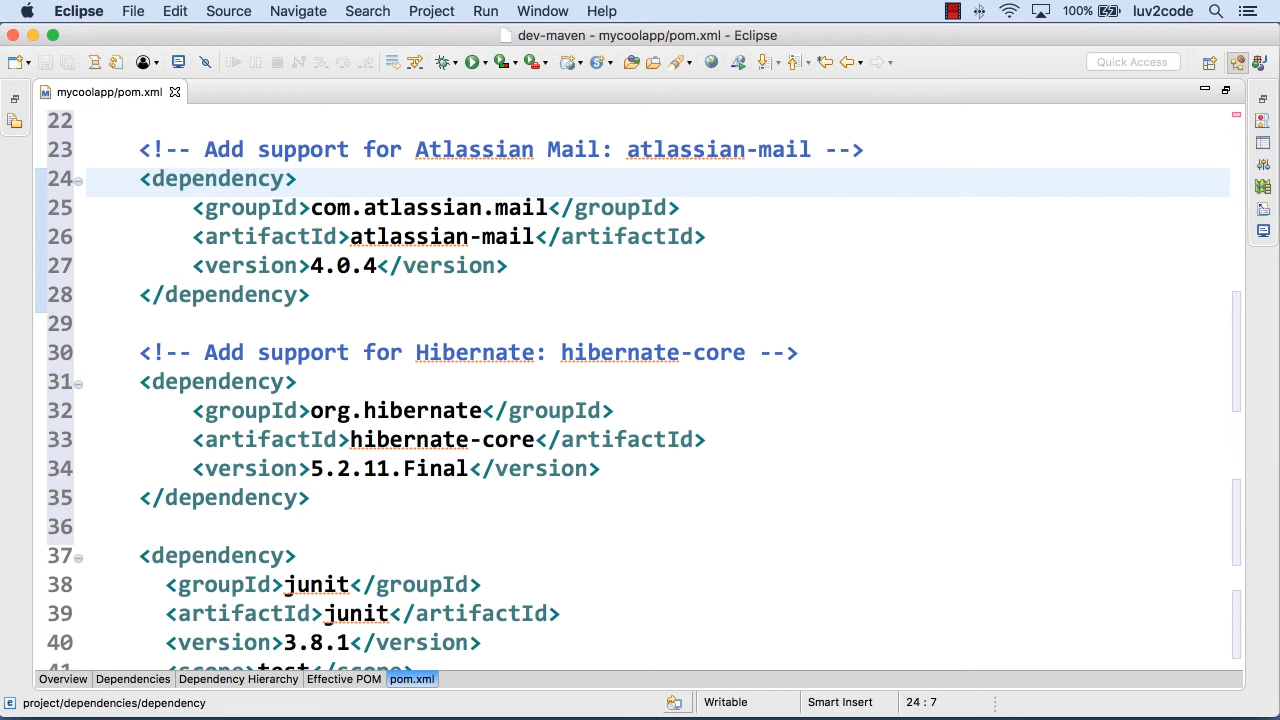 Eclipse File Edit Source Navigate Search Project Run Window Help 100% luv2code
dev-maven - mycoolapp/pom.xml - Eclipse
Quick Access
mycoolapp/pom.xml
22
23 <!-- Add support for Atlassian Mail: atlassian-mail -->
24 <dependency>
25 <groupId>com.atlassian.mail</groupId>
26 <artifactId>atlassian-mail</artifactId>
27 <version>4.0.4</version>
28 </dependency>
29
30 <!-- Add support for Hibernate: hibernate-core -->
31 <dependency>
32 <groupId>org.hibernate</groupId>
33 <artifactId>hibernate-core</artifactId>
34 <version>5.2.11.Final</version>
35 </dependency>
36
37 <dependency>
38 <groupId>junit</groupId>
39 <artifactId>junit</artifactId>
40 <version>3.8.1</version>
41 <scope>test</scope>
Overview Dependencies Dependency Hierarchy Effective POM pom.xml
project/dependencies/dependency Writable Smart Insert 24 : 7